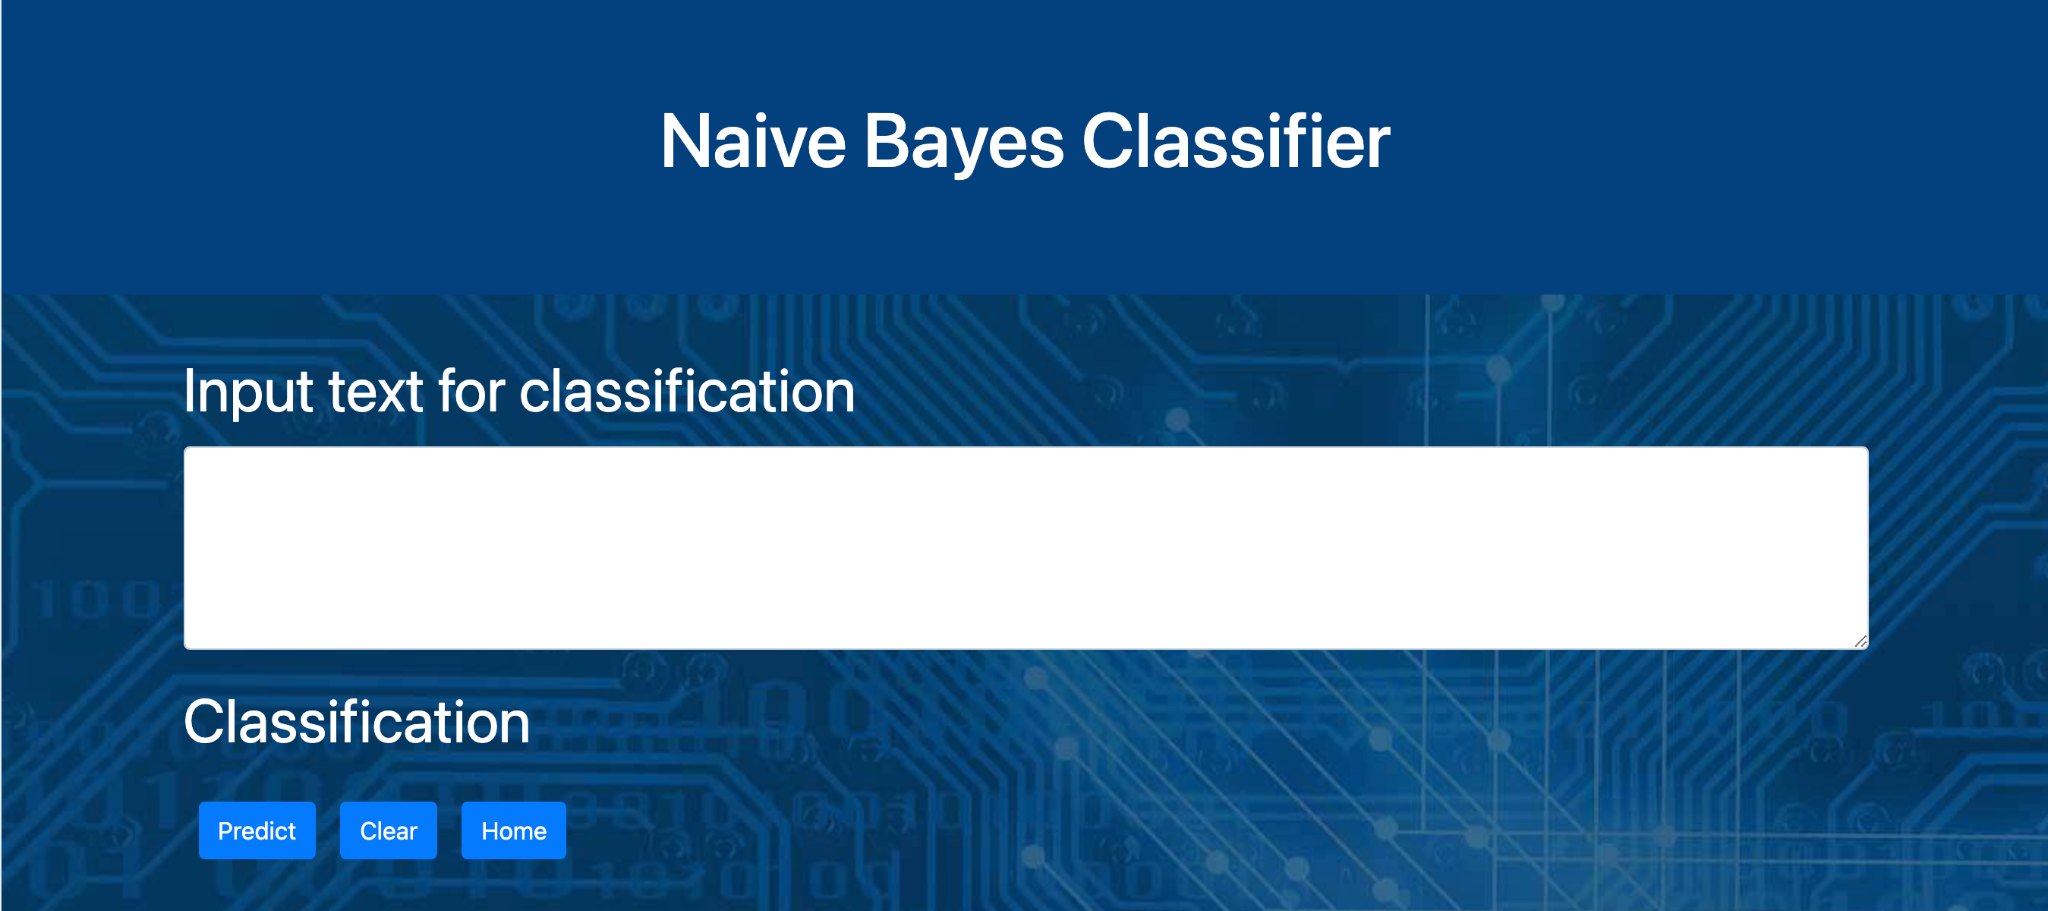 Naive Bayes Classifier
Input text for classification
Classification
Predict Clear Home